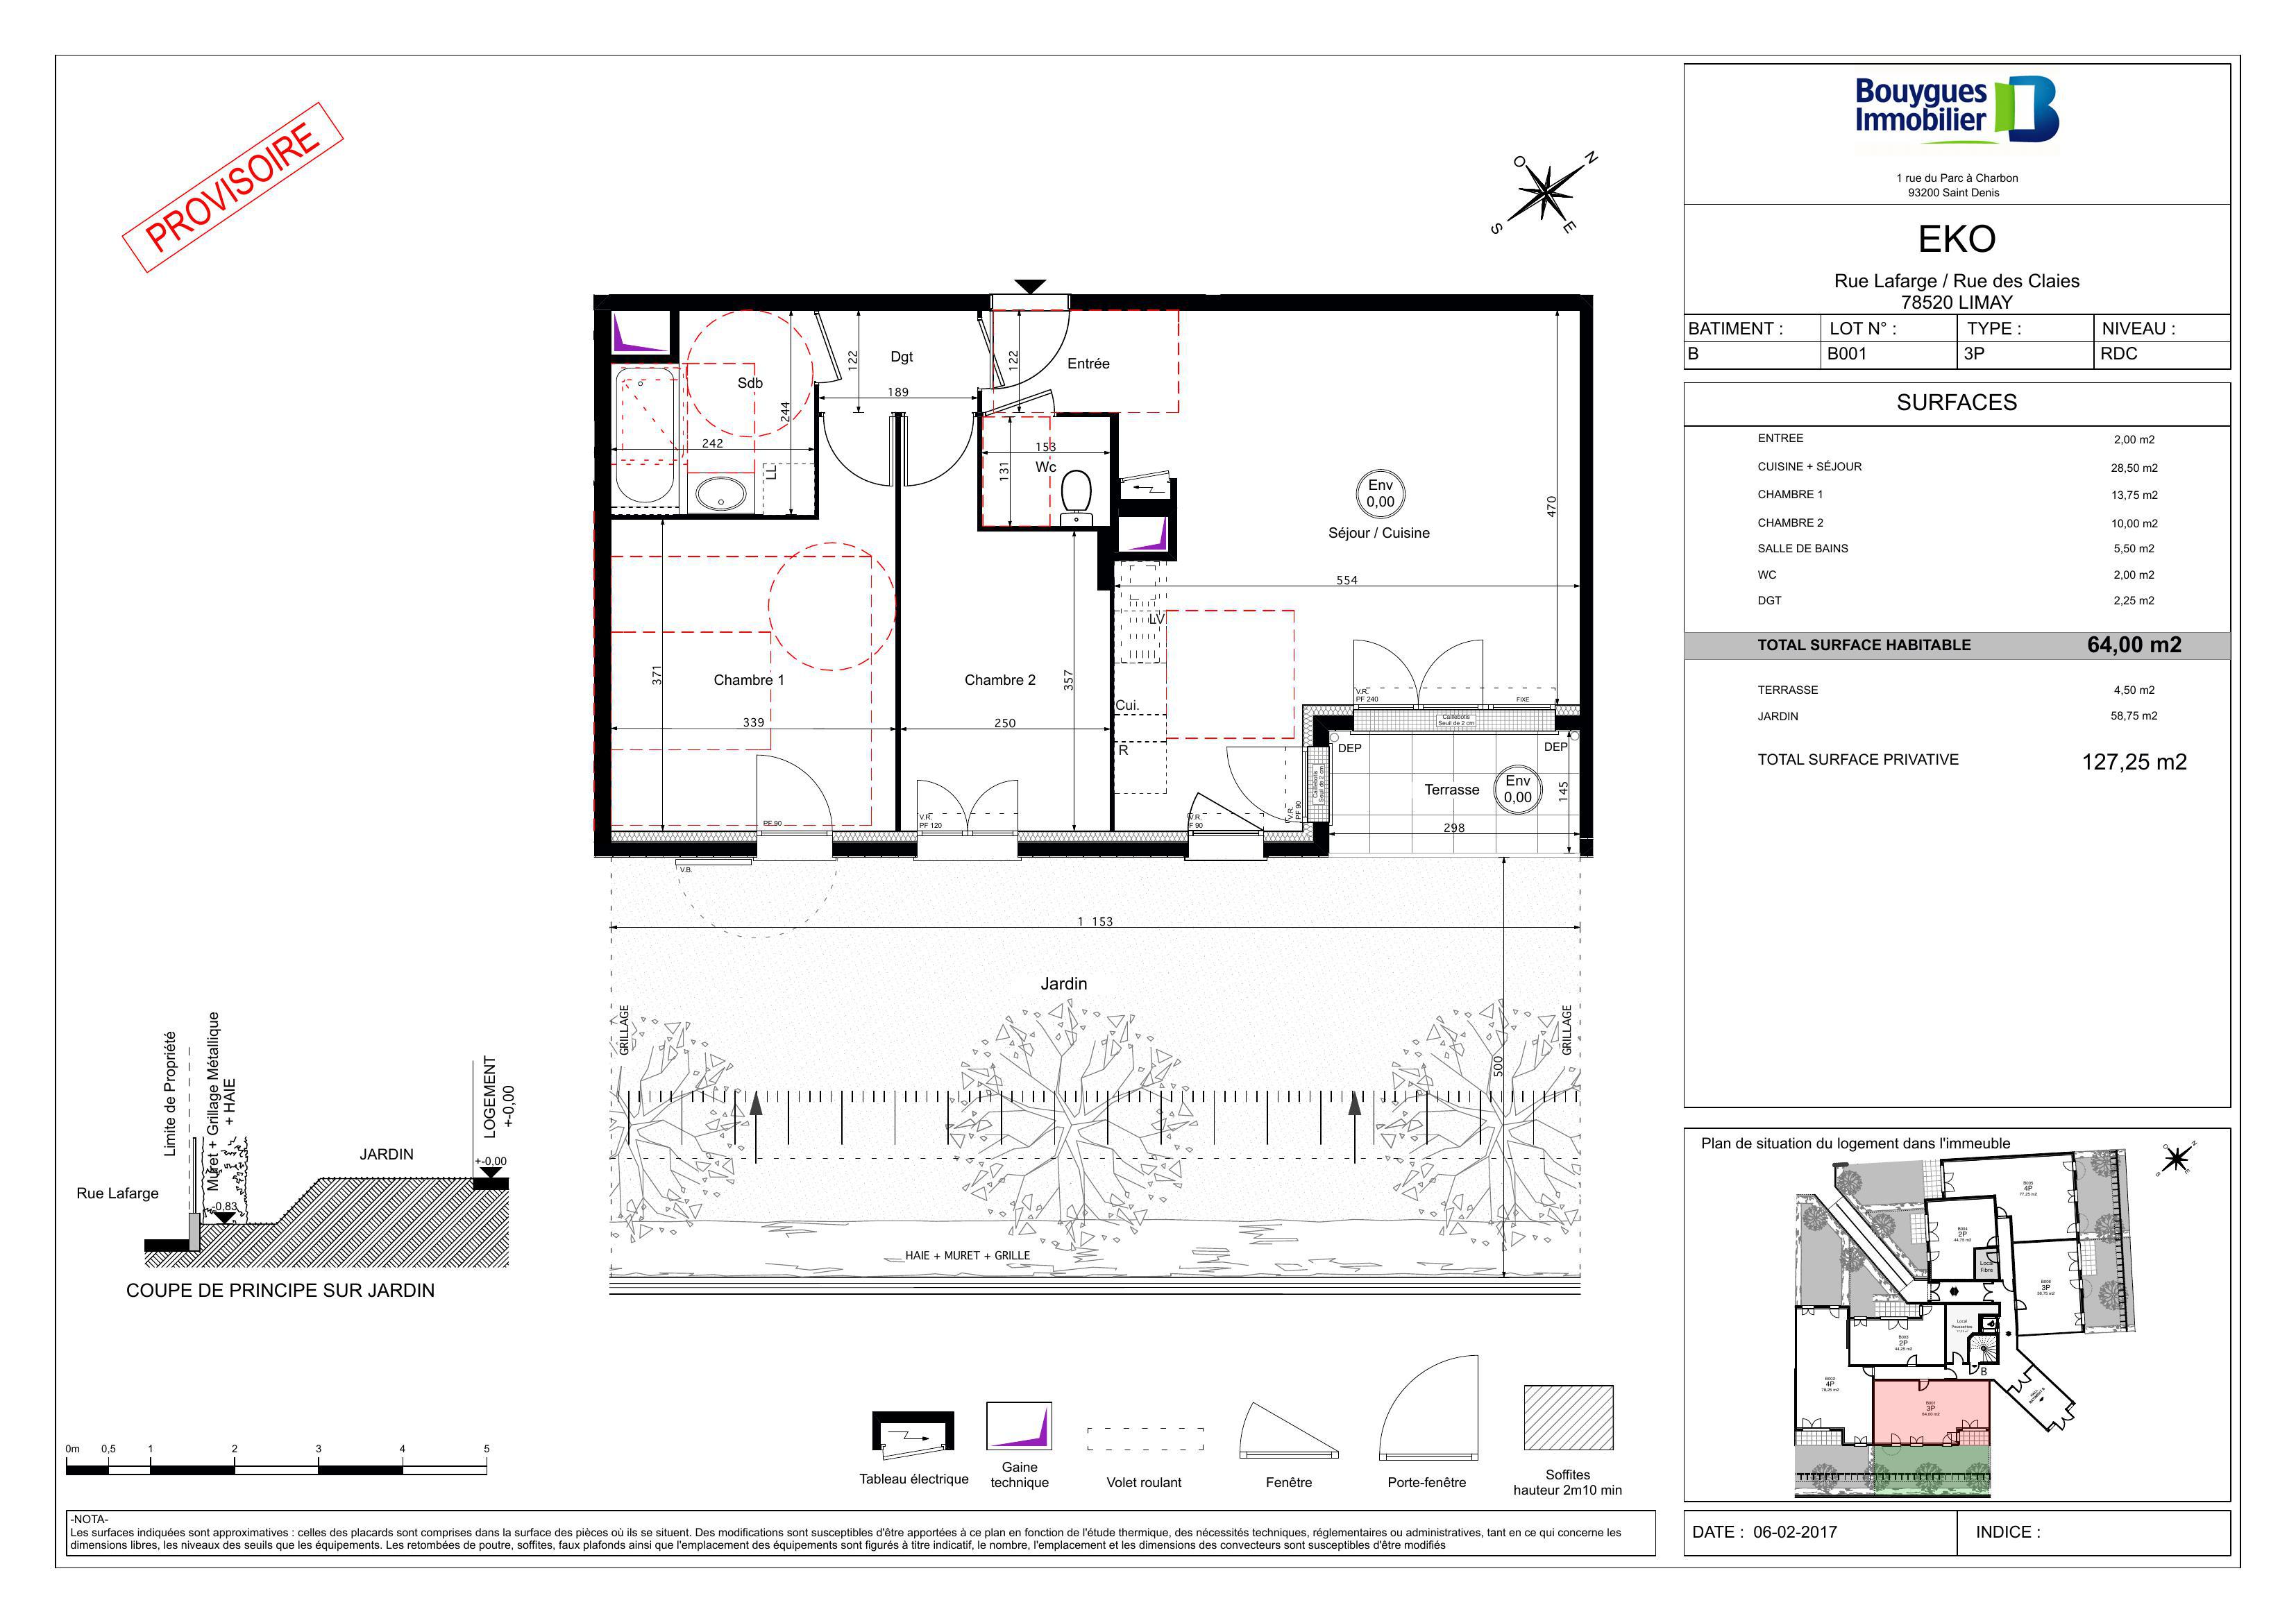 PROVISOIRE
O
N
S
E
Bouygues
Immobilier
1 rue du Parc à Charbon
93200 Saint Denis
EKO
Rue Lafarge / Rue des Claies
78520 LIMAY
BATIMENT :
LOT N° :
TYPE :
NIVEAU :
B
B001
3P
RDC
SURFACES
ENTREE 2,00 m2
CUISINE + SÉJOUR 28,50 m2
CHAMBRE 1 13,75 m2
CHAMBRE 2 10,00 m2
SALLE DE BAINS 5,50 m2
WC 2,00 m2
DGT 2,25 m2
TOTAL SURFACE HABITABLE 64,00 m2
TERRASSE 4,50 m2
JARDIN 58,75 m2
TOTAL SURFACE PRIVATIVE 127,25 m2
Sdb
244
242
LL
122
Dgt
189
122
Entrée
153
131
Wc
Env
0,00
Séjour / Cuisine
470
554
LV
Cui.
R
371
Chambre 1
339
Chambre 2
357
250
V.R.
PF 240
FIXE
Caillebotis
Seuil de 2 cm
DEP
DEP
Terrasse
Env
0,00
145
298
Caillebotis
Seuil de 2 cm
V.R.
PF 90
PF 90
V.R.
PF 120
V.R.
F 90
V.B.
1 153
Jardin
GRILLAGE
GRILLAGE
500
HAIE + MURET + GRILLE
Limite de Propriété
Muret + Grillage Métallique
+ HAIE
LOGEMENT
+-0,00
JARDIN
+-0,00
Rue Lafarge
-0,83
COUPE DE PRINCIPE SUR JARDIN
0m 0,5 1 2 3 4 5
Tableau électrique
Gaine
technique
Volet roulant
Fenêtre
Porte-fenêtre
Soffites
hauteur 2m10 min
Plan de situation du logement dans l'immeuble
4P
77,25 m2
B004
2P
44,75 m2
Local
Fibre
3P
2P
44,25 m2
Local
Poussettes
B
B002
4P
78,25 m2
B001
3P
64,00 m2
-NOTA-
Les surfaces indiquées sont approximatives : celles des placards sont comprises dans la surface des pièces où ils se situent. Des modifications sont susceptibles d'être apportées à ce plan en fonction de l'étude thermique, des nécessités techniques, réglementaires ou administratives, tant en ce qui concerne les
dimensions libres, les niveaux des seuils que les équipements. Les retombées de poutre, soffites, faux plafonds ainsi que l'emplacement des équipements sont figurés à titre indicatif, le nombre, l'emplacement et les dimensions des convecteurs sont susceptibles d'être modifiés
DATE : 06-02-2017
INDICE :